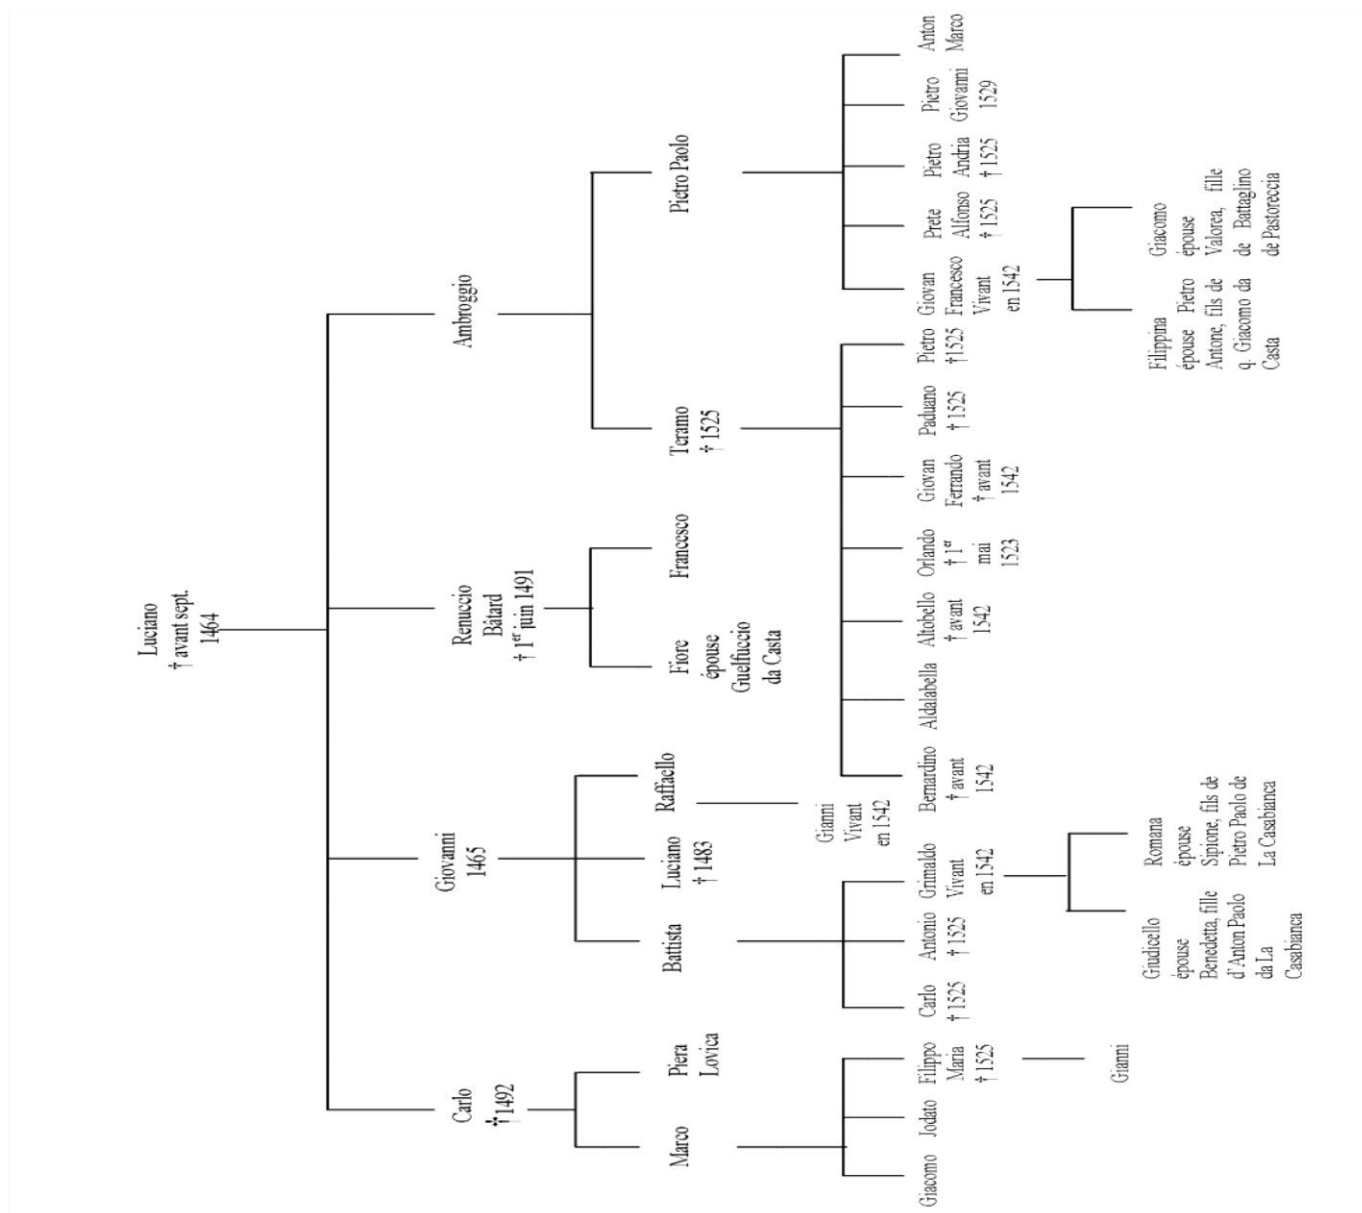 Luciano
† avant sept.
1464
Carlo
†1492
Giovanni
1465
Renuccio
Bâtard
† 1er juin 1491
Ambroggio
Marco
Piera
Lovica
Battista
Luciano
† 1483
Raffaello
Fiore
épouse
Guelfuccio
da Casta
Francesco
Teramo
† 1525
Pietro Paolo
Giacomo
Jodato
Filippo
Maria
† 1525
Carlo
† 1525
Antonio
† 1525
Grimaldo
Vivant
en 1542
Gianni
Vivant
en 1542
Bernardino
† avant
1542
Aldalabella
Altobello
† avant
1542
Orlando
† 1er
mai
1523
Giovan
Ferrando
† avant
1542
Paduano
† 1525
Pietro
†1525
Giovan
Francesco
Vivant
en 1542
Prete
Alfonso
† 1525
Pietro
Andria
† 1525
Pietro
Giovanni
1529
Anton
Marco
Gianni
Giudicello
épouse
Benedetta, fille
d'Anton Paolo
da La
Casabianca
Romana
épouse
Sipione, fils de
Pietro Paolo de
La Casabianca
Filippina
épouse Pietro
Antone, fils de
q. Giacomo da
Casta
Giacomo
épouse
Valorea, fille
de Battaglino
de Pastoreccia